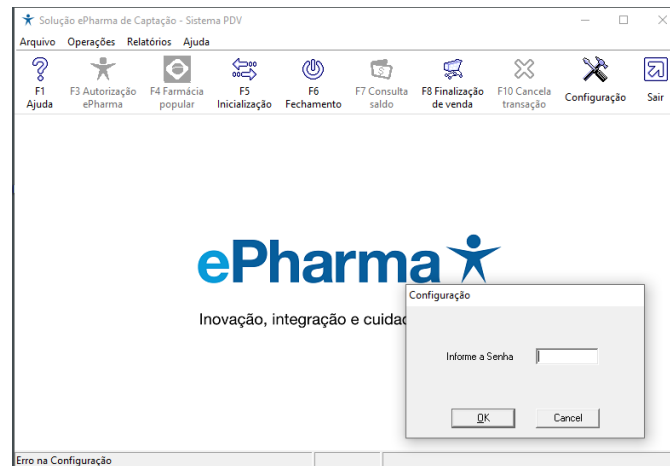 Solução ePharma de Captação - Sistema PDV
Arquivo Operações Relatórios Ajuda
F1 Ajuda
F3 Autorização ePharma
F4 Farmácia popular
F5 Inicialização
F6 Fechamento
F7 Consulta saldo
F8 Finalização de venda
F10 Cancela transação
Configuração
Sair
ePharma
Inovação, integração e cuidad
Configuração
Informe a Senha
OK Cancel
Erro na Configuração